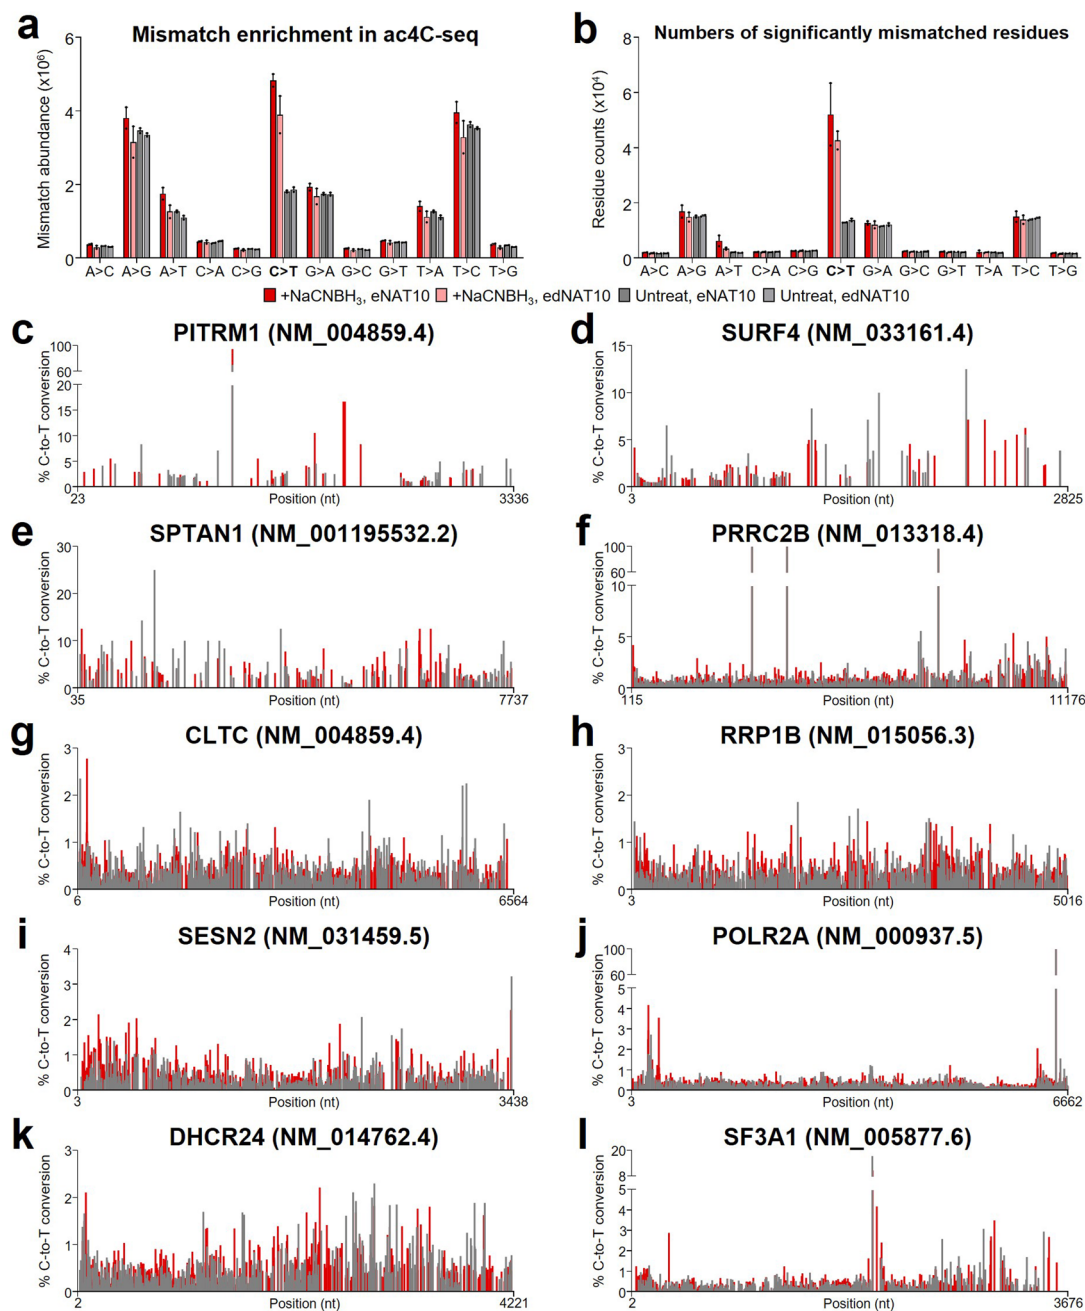 a
Mismatch enrichment in ac4C-seq
Mismatch abundance (x10⁶)
6
4
2
0
A>C A>G A>T C>A C>G C>T G>A G>C G>T T>A T>C T>G
b
Numbers of significantly mismatched residues
Residue counts (x10⁴)
8
6
4
2
0
A>C A>G A>T C>A C>G C>T G>A G>C G>T T>A T>C T>G
+NaCNBH₃, eNAT10 +NaCNBH₃, edNAT10 Untreat, eNAT10 Untreat, edNAT10
c
PITRM1 (NM_004859.4)
% C-to-T conversion
100
60
20
15
10
5
0
23 Position (nt) 3336
d
SURF4 (NM_033161.4)
% C-to-T conversion
15
10
5
0
3 Position (nt) 2825
e
SPTAN1 (NM_001195532.2)
% C-to-T conversion
30
20
10
0
35 Position (nt) 7737
f
PRRC2B (NM_013318.4)
% C-to-T conversion
100
60
10
5
0
115 Position (nt) 11176
g
CLTC (NM_004859.4)
% C-to-T conversion
3
2
1
0
6 Position (nt) 6564
h
RRP1B (NM_015056.3)
% C-to-T conversion
3
2
1
0
3 Position (nt) 5016
i
SESN2 (NM_031459.5)
% C-to-T conversion
4
3
2
1
0
3 Position (nt) 3438
j
POLR2A (NM_000937.5)
% C-to-T conversion
100
60
5
4
3
2
1
0
3 Position (nt) 6662
k
DHCR24 (NM_014762.4)
% C-to-T conversion
3
2
1
0
2 Position (nt) 4221
l
SF3A1 (NM_005877.6)
% C-to-T conversion
20
8
5
4
3
2
1
0
2 Position (nt) 3676